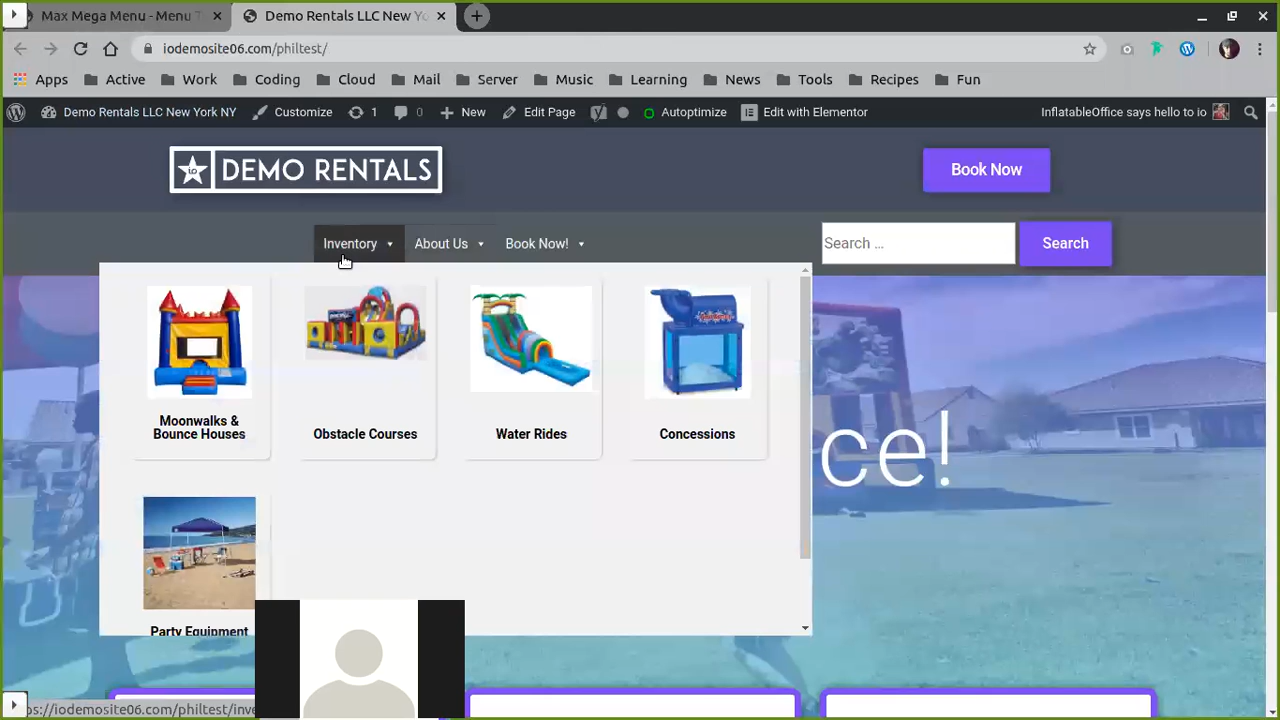 Max Mega Menu - Menu T
Demo Rentals LLC New Yo
iodemosite06.com/philtest/
Apps Active Work Coding Cloud Mail Server Music Learning News Tools Recipes Fun
Demo Rentals LLC New York NY Customize 1 0 New Edit Page Autoptimize Edit with Elementor InflatableOffice says hello to io
io DEMO RENTALS
Book Now
Inventory About Us Book Now!
Search …
Search
Moonwalks &
Bounce Houses
Obstacle Courses
Water Rides
Concessions
ce!
Party Equipment
ps://iodemosite06.com/philtest/inve